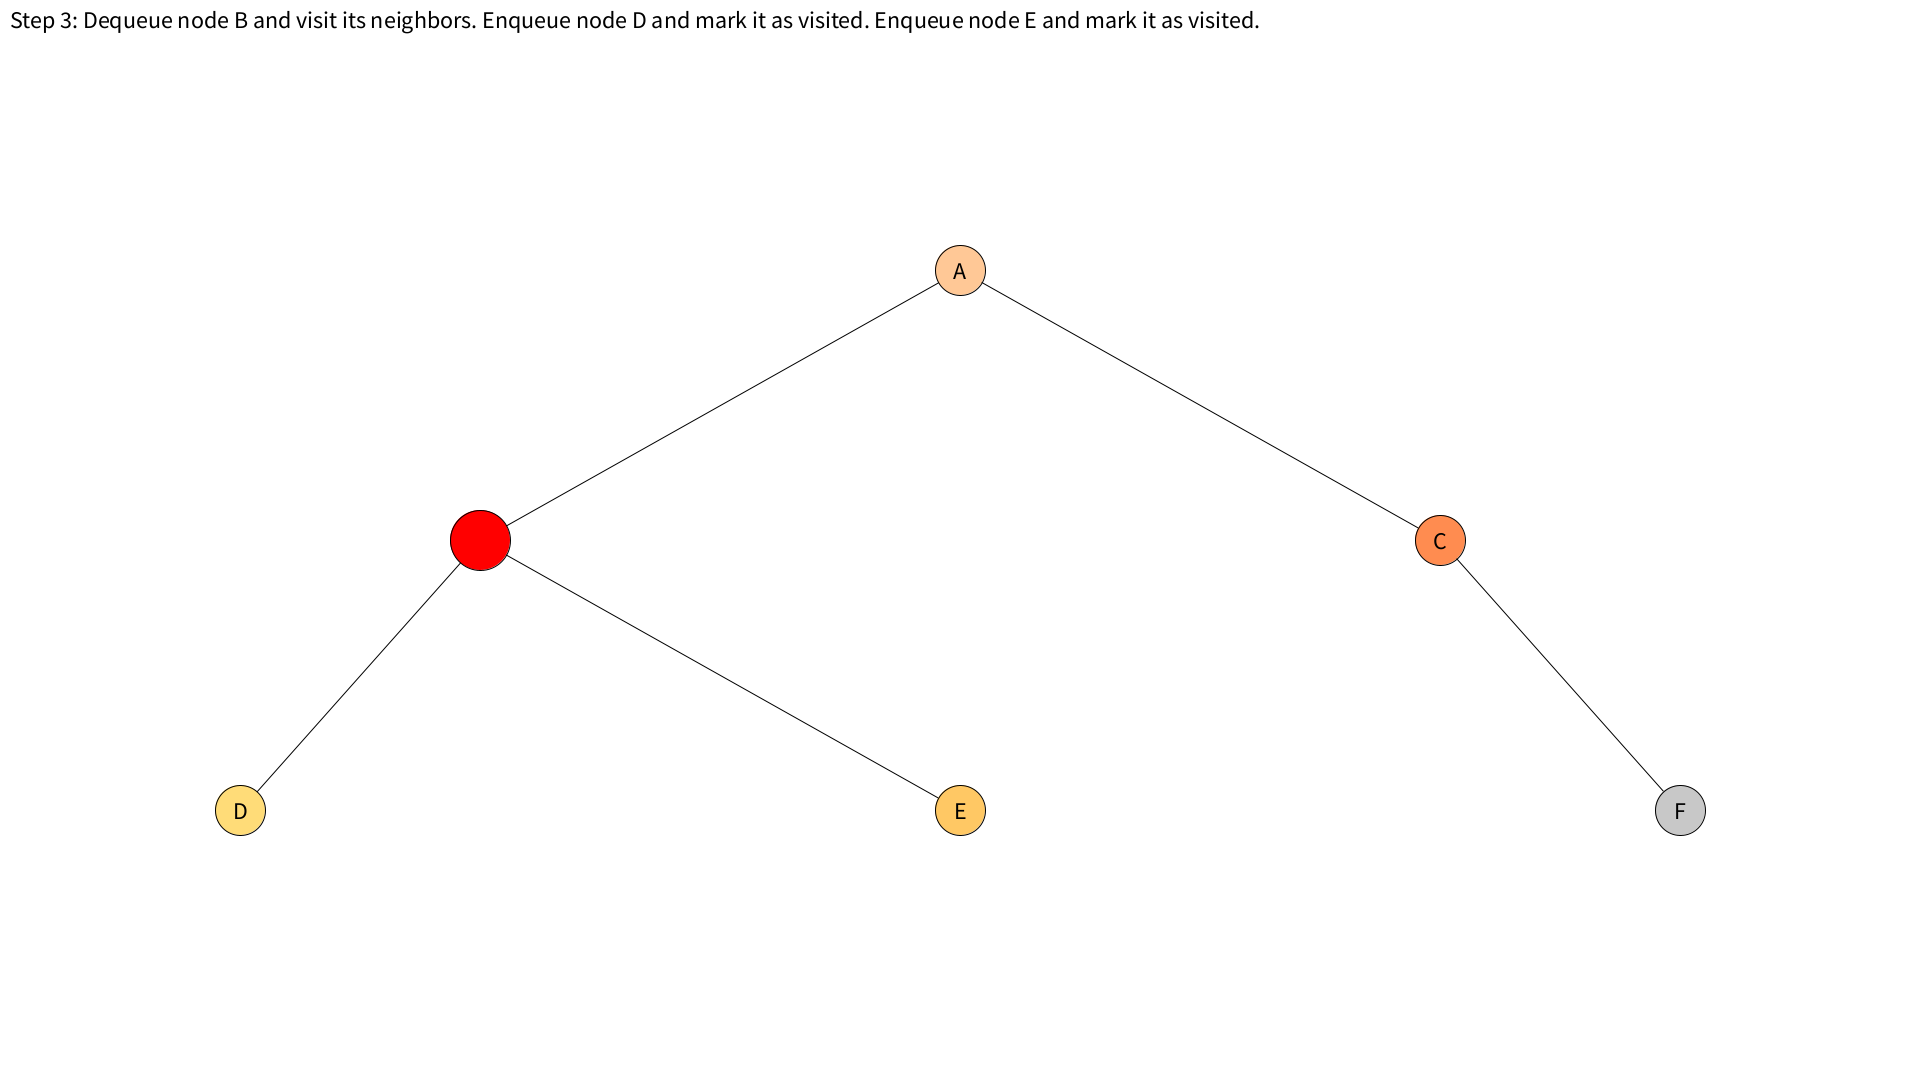 Step 3: Dequeue node B and visit its neighbors. Enqueue node D and mark it as visited. Enqueue node E and mark it as visited.
A
C
D
E
F